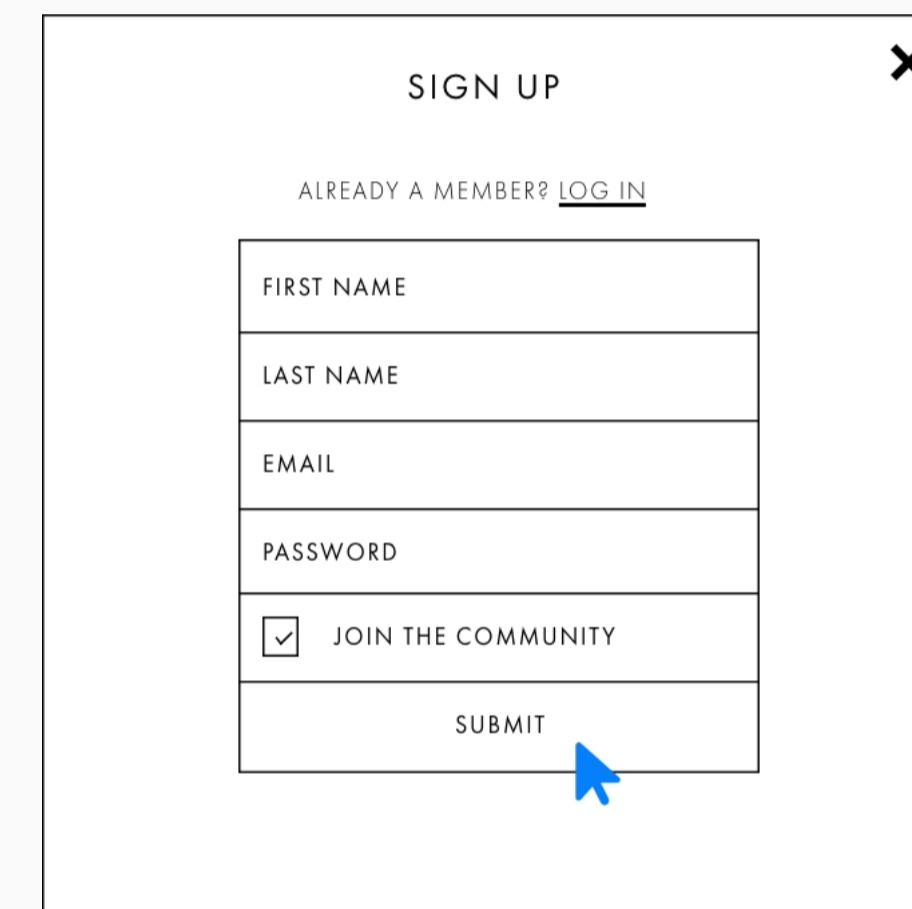 SIGN UP
ALREADY A MEMBER? LOG IN
FIRST NAME
LAST NAME
EMAIL
PASSWORD
JOIN THE COMMUNITY
SUBMIT